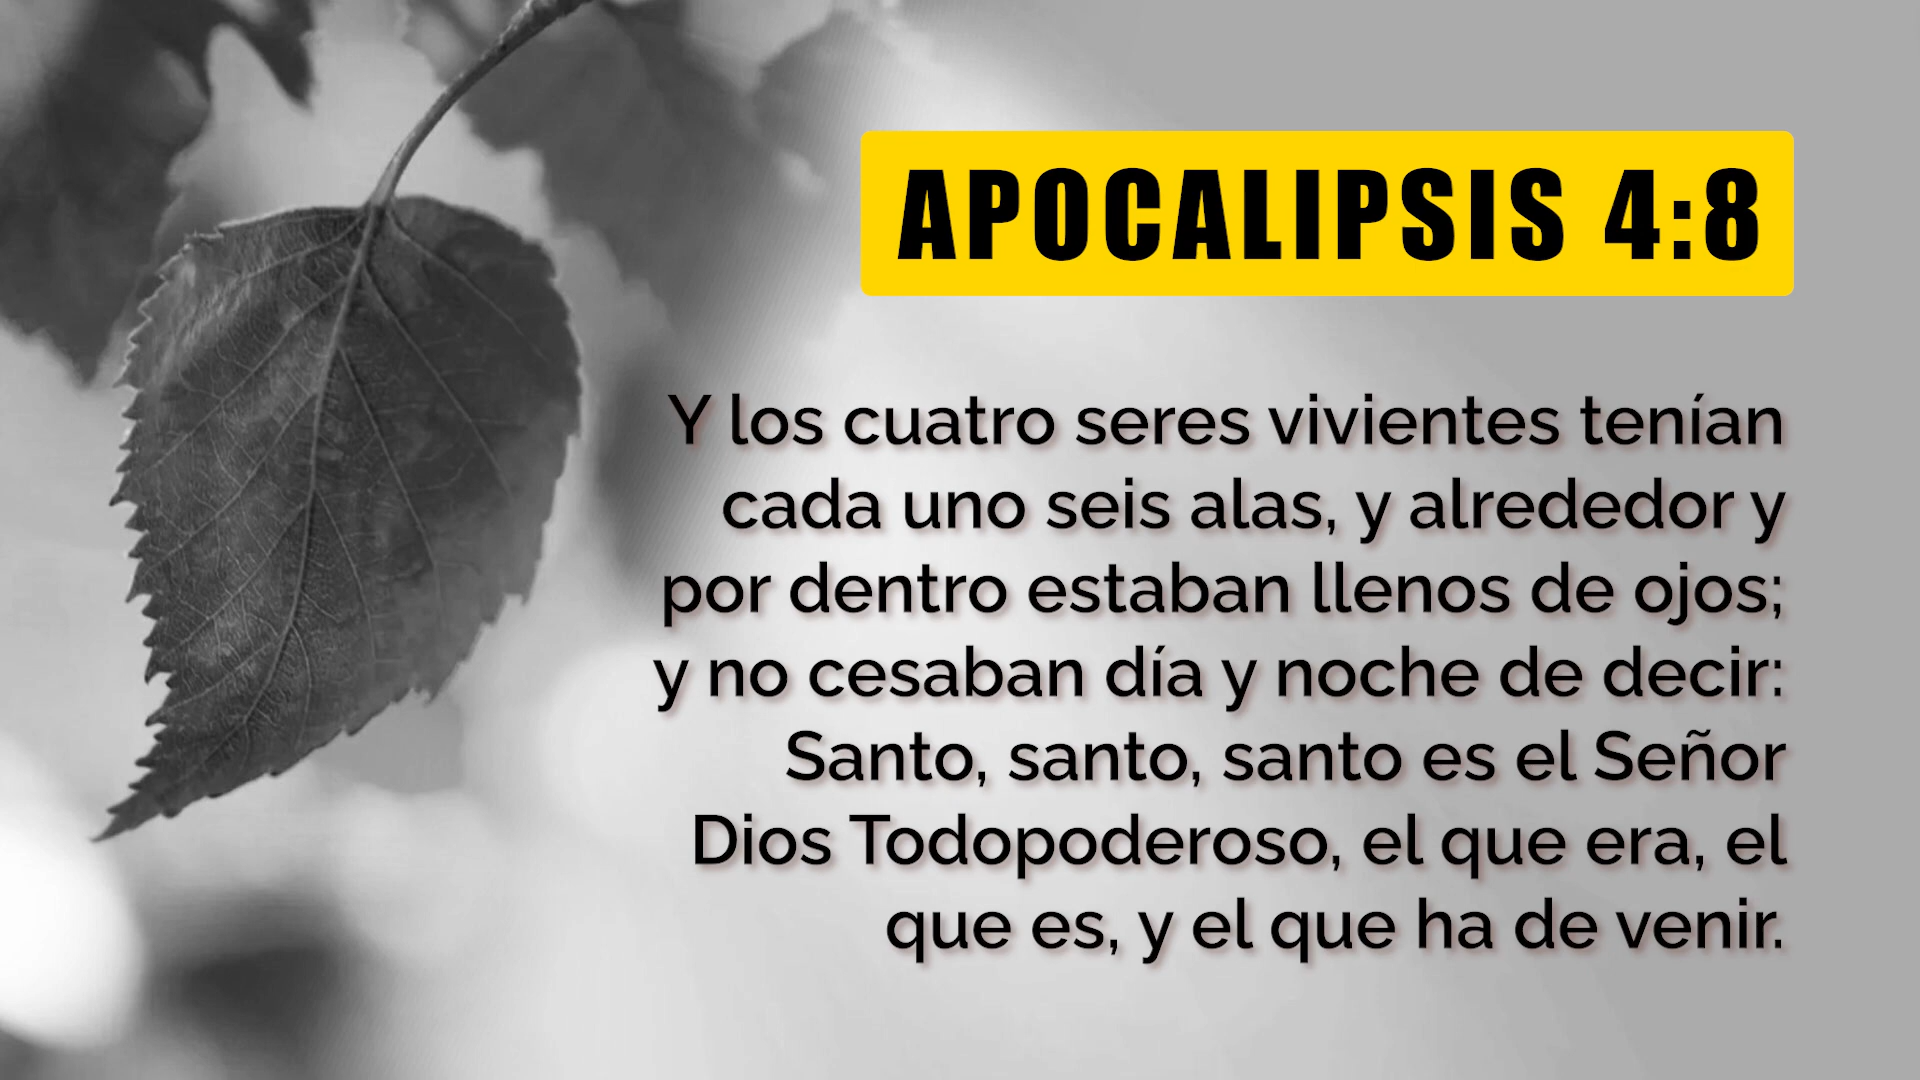 APOCALIPSIS 4:8
Y los cuatro seres vivientes tenían
cada uno seis alas, y alrededor y
por dentro estaban llenos de ojos;
y no cesaban día y noche de decir:
Santo, santo, santo es el Señor
Dios Todopoderoso, el que era, el
que es, y el que ha de venir.